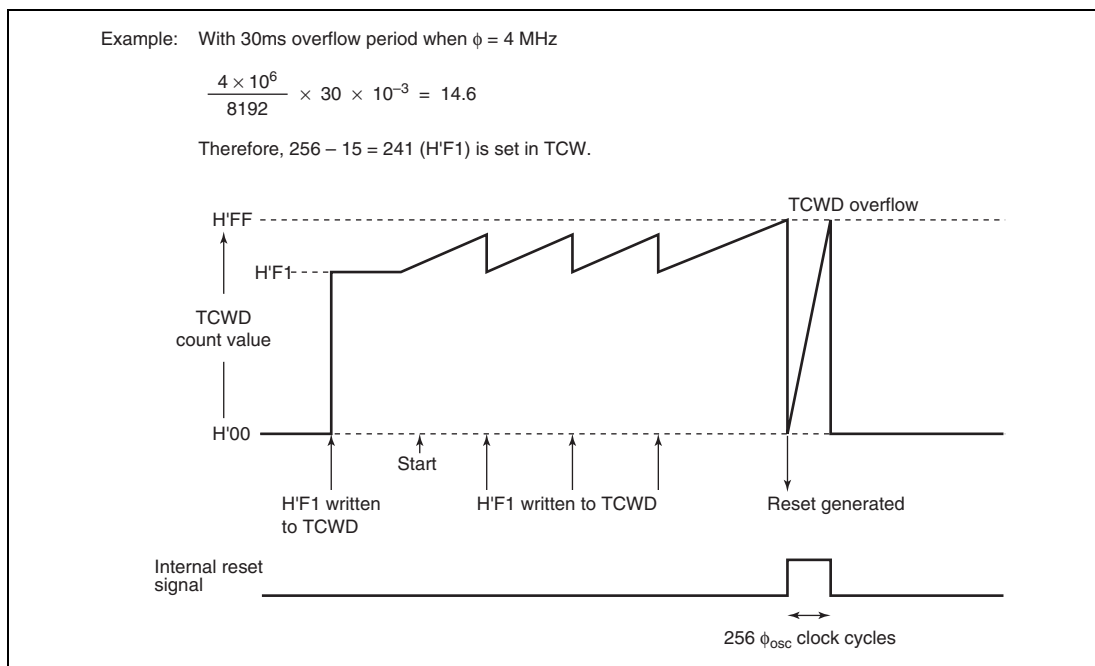 Example: With 30ms overflow period when ϕ = 4 MHz
4 × 10⁶
8192
× 30 × 10⁻³ = 14.6
Therefore, 256 – 15 = 241 (H'F1) is set in TCW.
TCWD overflow
H'FF
H'F1
TCWD
count value
H'00
Start
H'F1 written
to TCWD
H'F1 written to TCWD
Reset generated
Internal reset
signal
256 ϕosc clock cycles